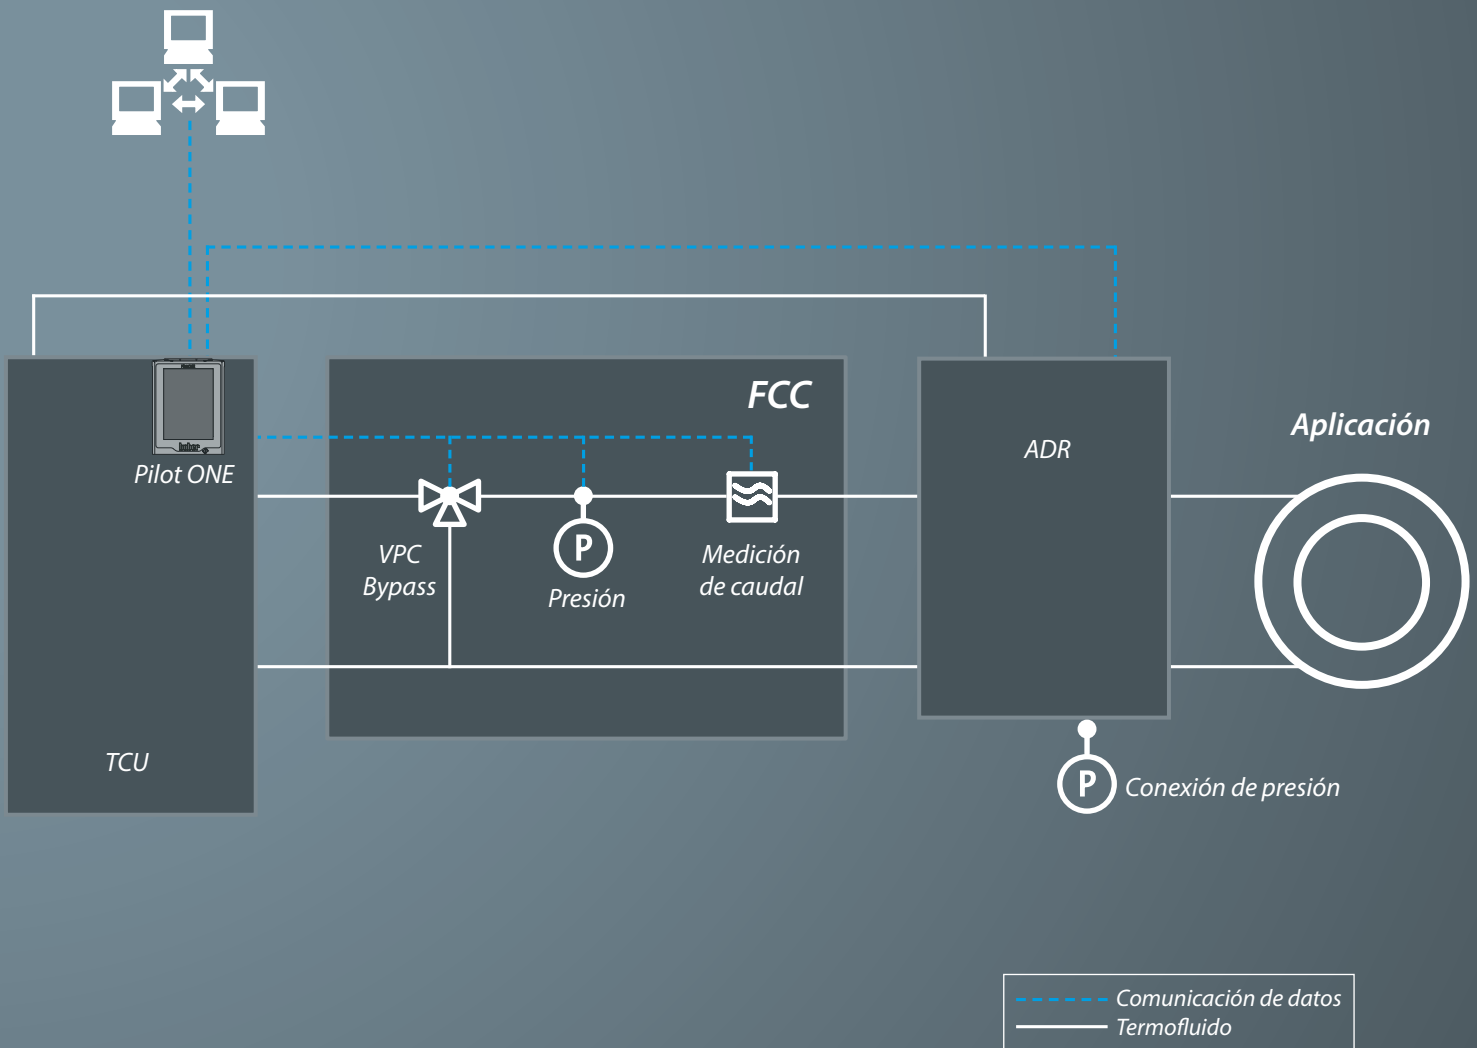 FCC
Aplicación
ADR
huber
Pilot ONE
VPC
Bypass
P
Presión
Medición
de caudal
TCU
P
Conexión de presión
Comunicación de datos
Termofluido